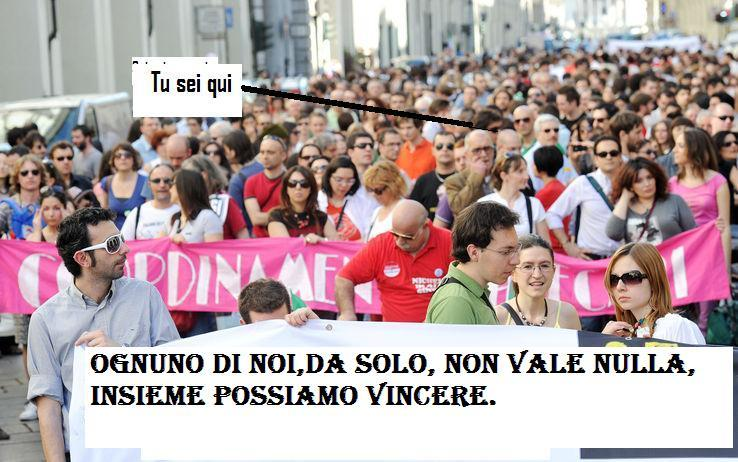 Tu sei qui
OGNUNO DI NOI,DA SOLO, NON VALE NULLA,
INSIEME POSSIAMO VINCERE.